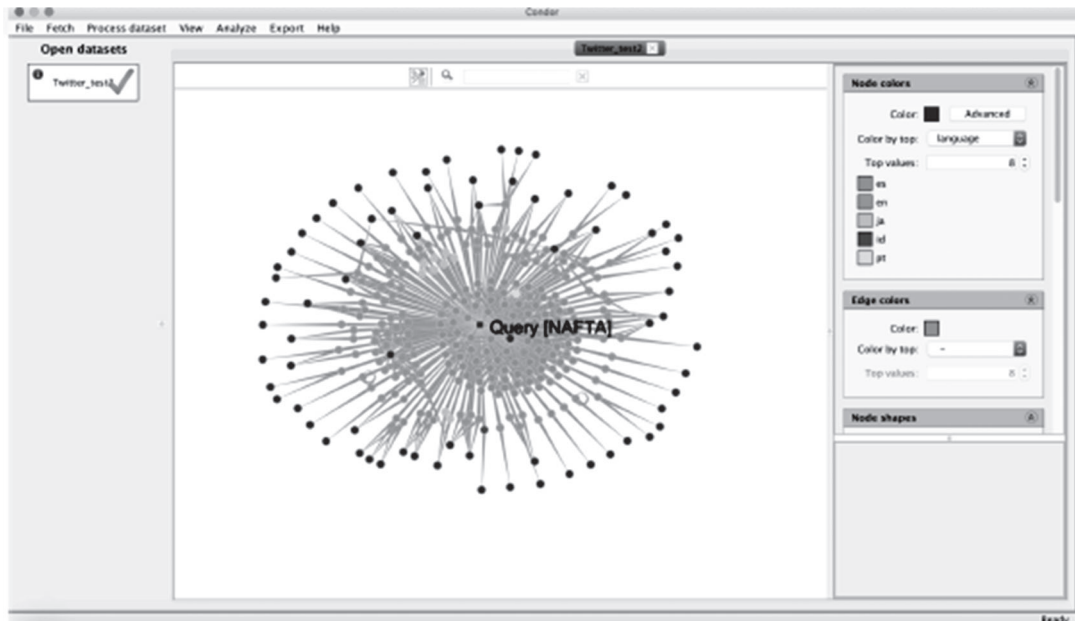 Condor
File Fetch Process dataset View Analyze Export Help
Open datasets
Twitter_test2
Twitter_test2
Query [NAFTA]
Node colors
Color: Advanced
Color by top: language
Top values: 8
es
en
ja
id
pt
Edge colors
Color:
Color by top: -
Top values: 8
Node shapes
Ready